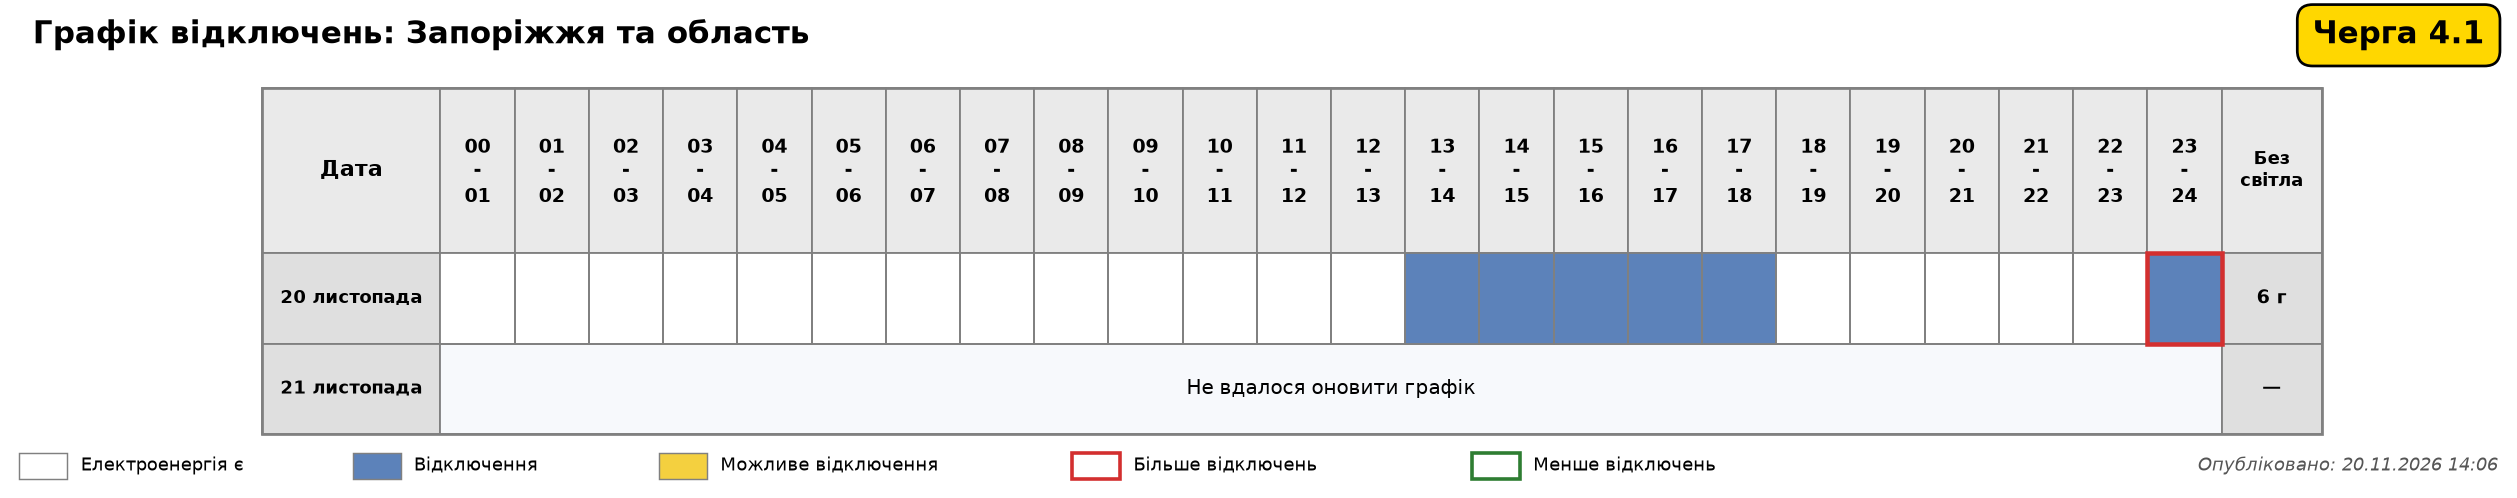 Графік відключень: Запоріжжя та область
Черга 4.1
Дата
00 - 01
01 - 02
02 - 03
03 - 04
04 - 05
05 - 06
06 - 07
07 - 08
08 - 09
09 - 10
10 - 11
11 - 12
12 - 13
13 - 14
14 - 15
15 - 16
16 - 17
17 - 18
18 - 19
19 - 20
20 - 21
21 - 22
22 - 23
23 - 24
Без
світла
20 листопада
6 г
21 листопада
Не вдалося оновити графік
—
Електроенергія є
Відключення
Можливе відключення
Більше відключень
Менше відключень
Опубліковано: 20.11.2026 14:06